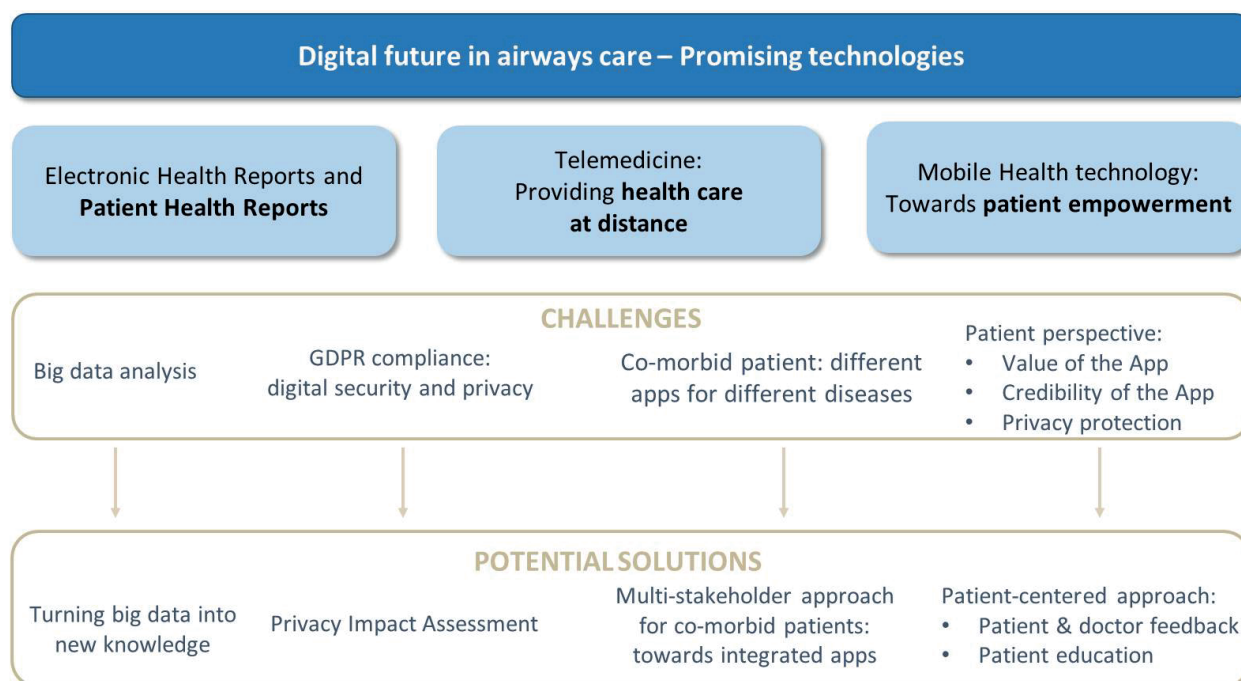 Digital future in airways care – Promising technologies
Electronic Health Reports and
Patient Health Reports
Telemedicine:
Providing health care
at distance
Mobile Health technology:
Towards patient empowerment
CHALLENGES
Big data analysis
GDPR compliance:
digital security and privacy
Co-morbid patient: different
apps for different diseases
Patient perspective:
• Value of the App
• Credibility of the App
• Privacy protection
POTENTIAL SOLUTIONS
Turning big data into
new knowledge
Privacy Impact Assessment
Multi-stakeholder approach
for co-morbid patients:
towards integrated apps
Patient-centered approach:
• Patient & doctor feedback
• Patient education